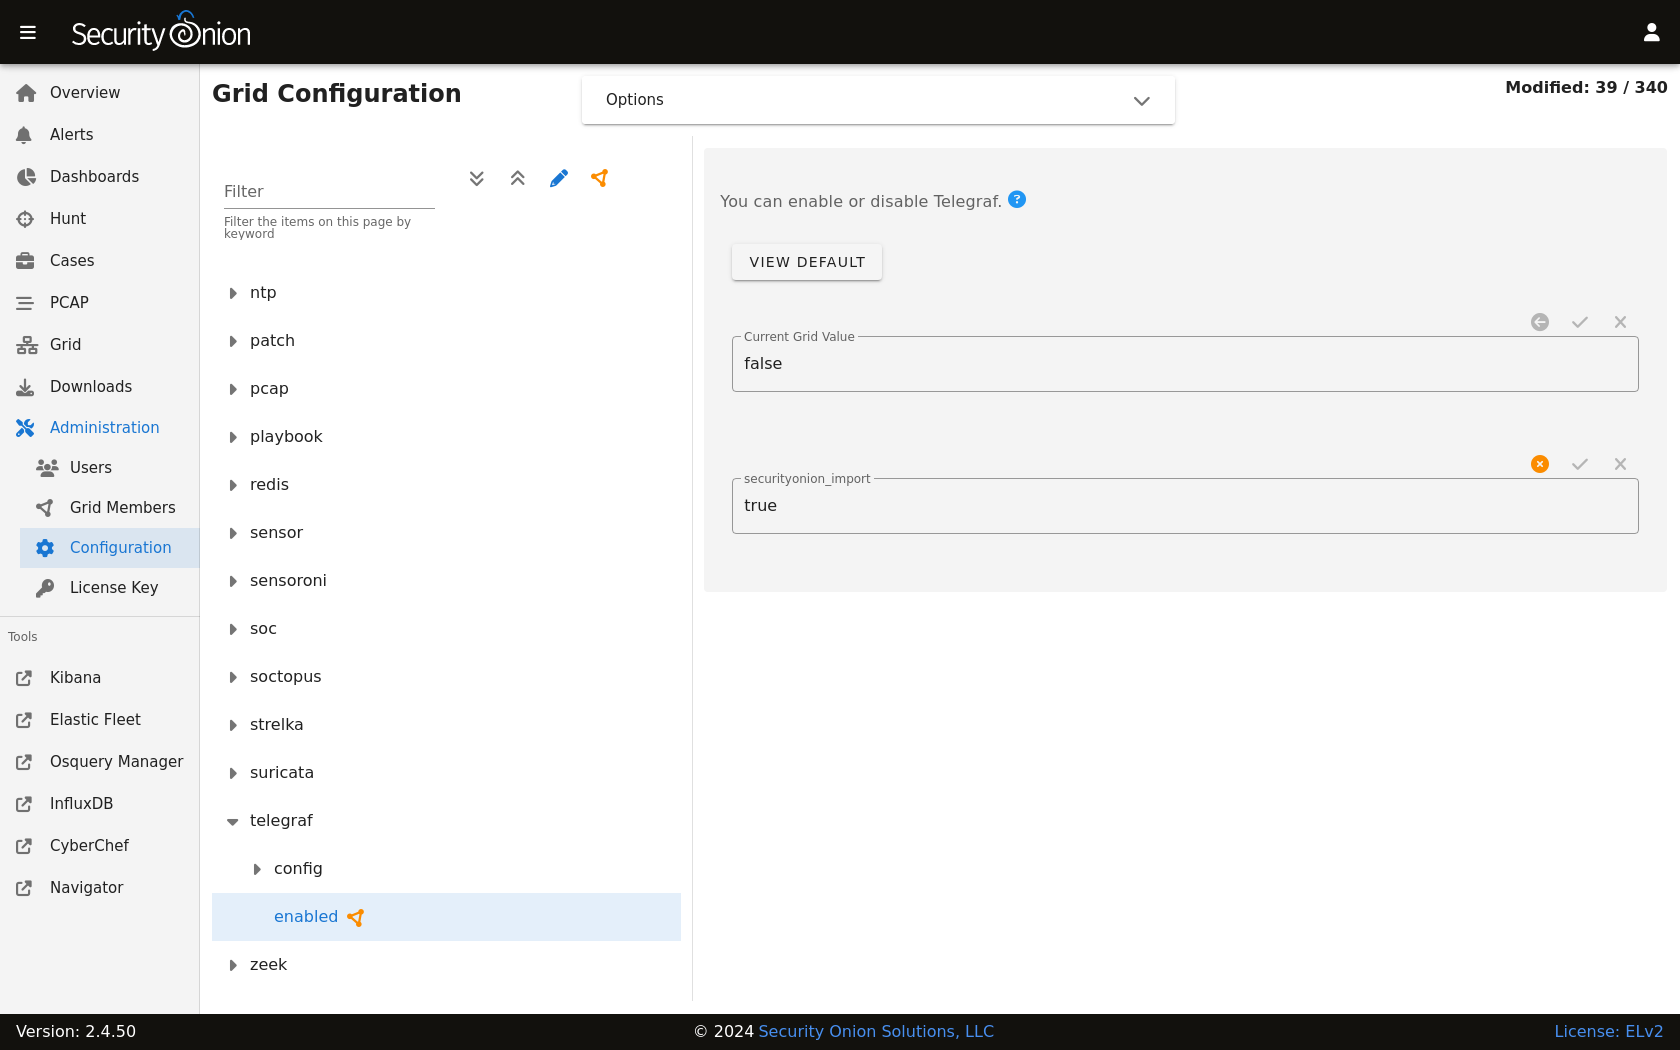 Security Onion
Overview
Alerts
Dashboards
Hunt
Cases
PCAP
Grid
Downloads
Administration
Users
Grid Members
Configuration
License Key
Tools
Kibana
Elastic Fleet
Osquery Manager
InfluxDB
CyberChef
Navigator
Grid Configuration
Options
Modified: 39 / 340
Filter
Filter the items on this page by
keyword
ntp
patch
pcap
playbook
redis
sensor
sensoroni
soc
soctopus
strelka
suricata
telegraf
config
enabled
zeek
You can enable or disable Telegraf. ?
VIEW DEFAULT
Current Grid Value
false
securityonion_import
true
Version: 2.4.50
© 2024 Security Onion Solutions, LLC
License: ELv2